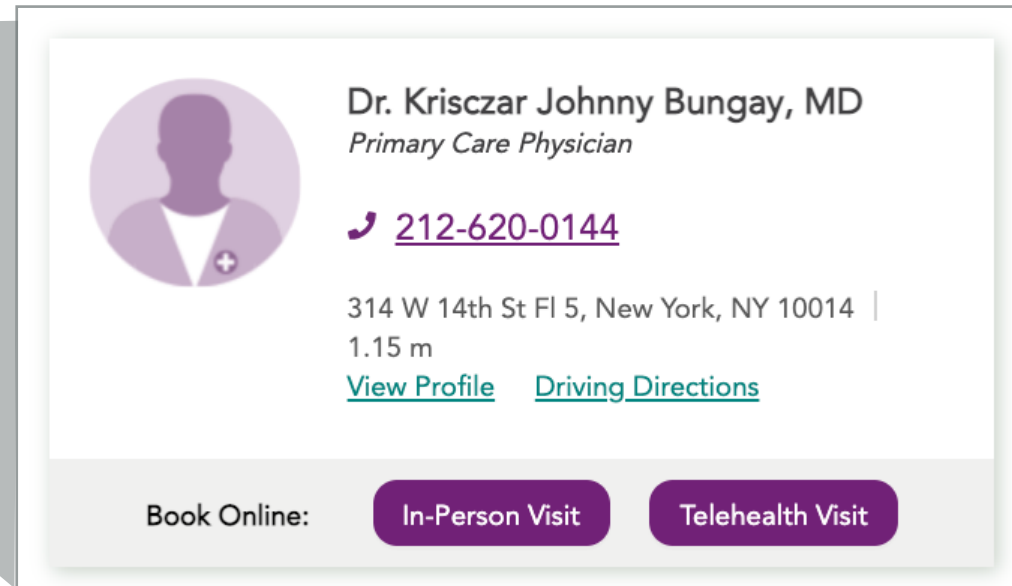 Dr. Krisczar Johnny Bungay, MD
Primary Care Physician
212-620-0144
314 W 14th St Fl 5, New York, NY 10014
1.15 m
View Profile Driving Directions
Book Online: In-Person Visit Telehealth Visit